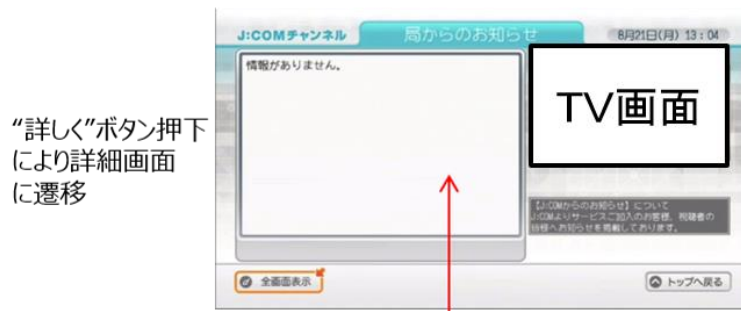 J:COMチャンネル
局からのお知らせ
8月21日(月) 13:04
情報がありません。
TV画面
“詳しく”ボタン押下
により詳細画面
に遷移
【J:COMからのお知らせ】について
J:COMよりサービスご加入のお客様、視聴者の
皆様へお知らせを掲載しております。
全画面表示
トップへ戻る